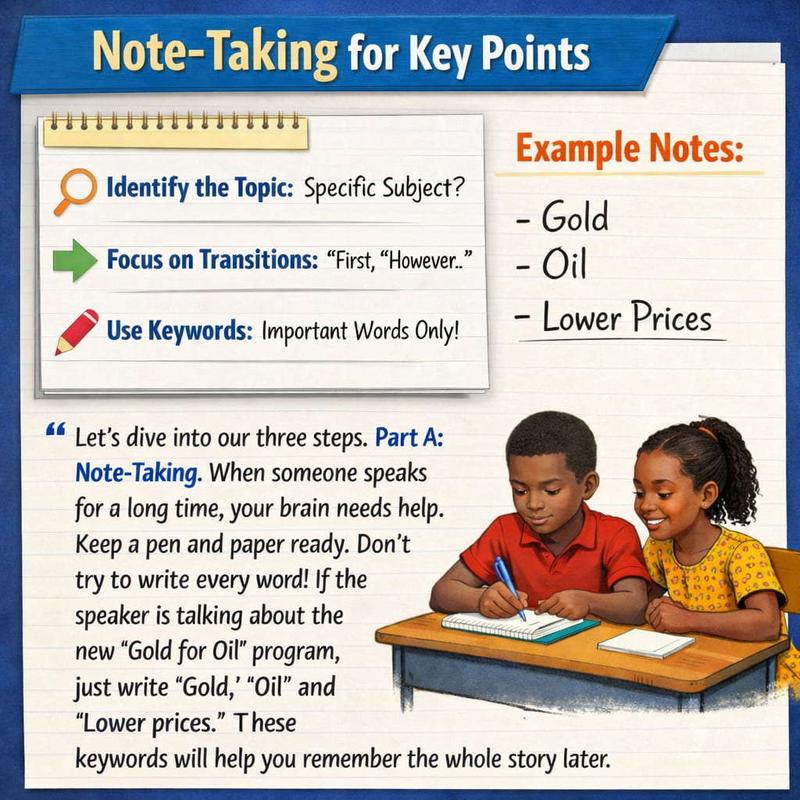 Note-Taking for Key Points
Identify the Topic: Specific Subject?
Focus on Transitions: “First, “However..”
Use Keywords: Important Words Only!
Example Notes:
- Gold
- Oil
- Lower Prices
“ Let’s dive into our three steps. Part A:
Note-Taking. When someone speaks
for a long time, your brain needs help.
Keep a pen and paper ready. Don’t
try to write every word! If the
speaker is talking about the
new “Gold for Oil” program,
just write “Gold,’ “Oil” and
“Lower prices.” These
keywords will help you remember the whole story later.